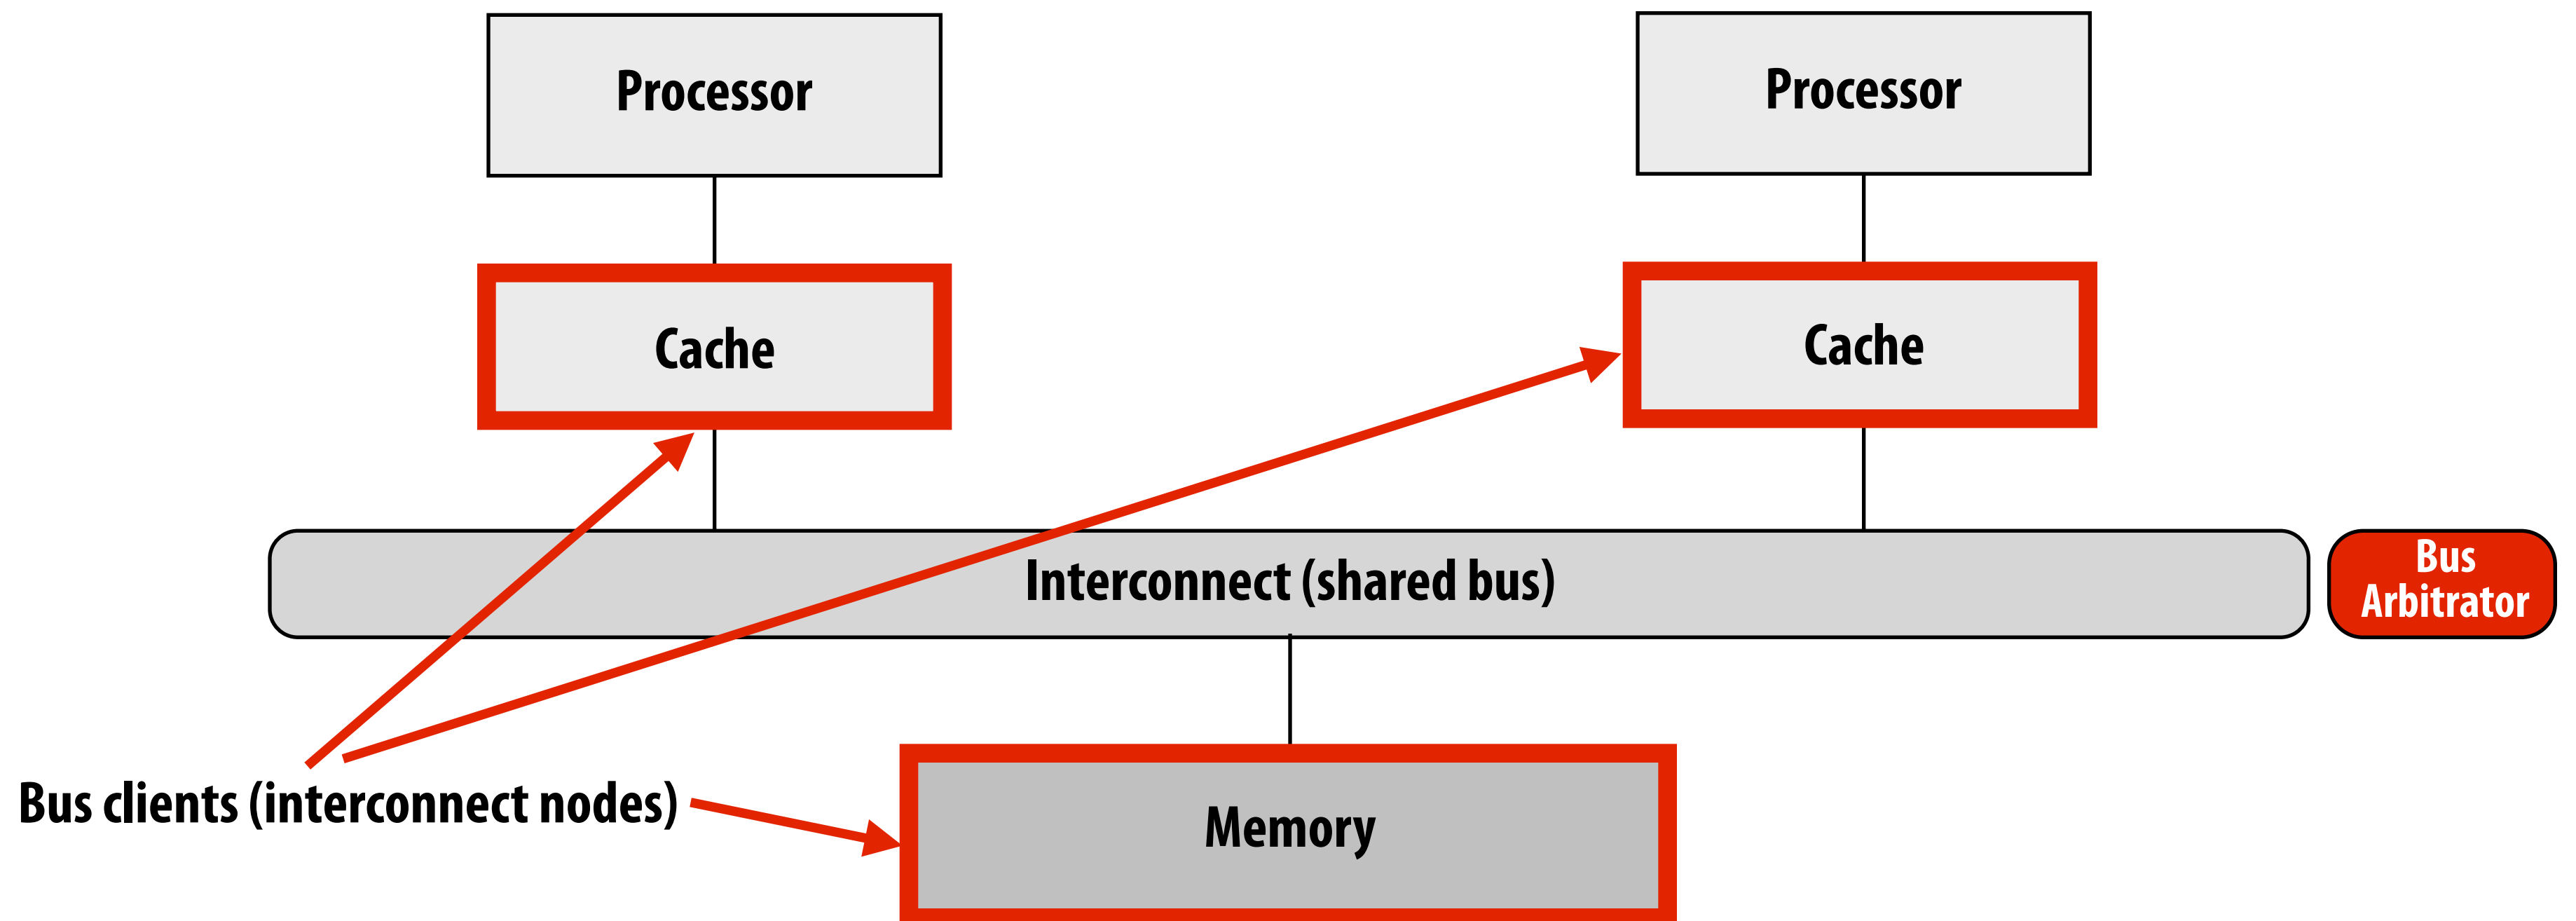 Processor
Processor
Cache
Cache
Interconnect (shared bus)
Bus
Arbitrator
Bus clients (interconnect nodes)
Memory